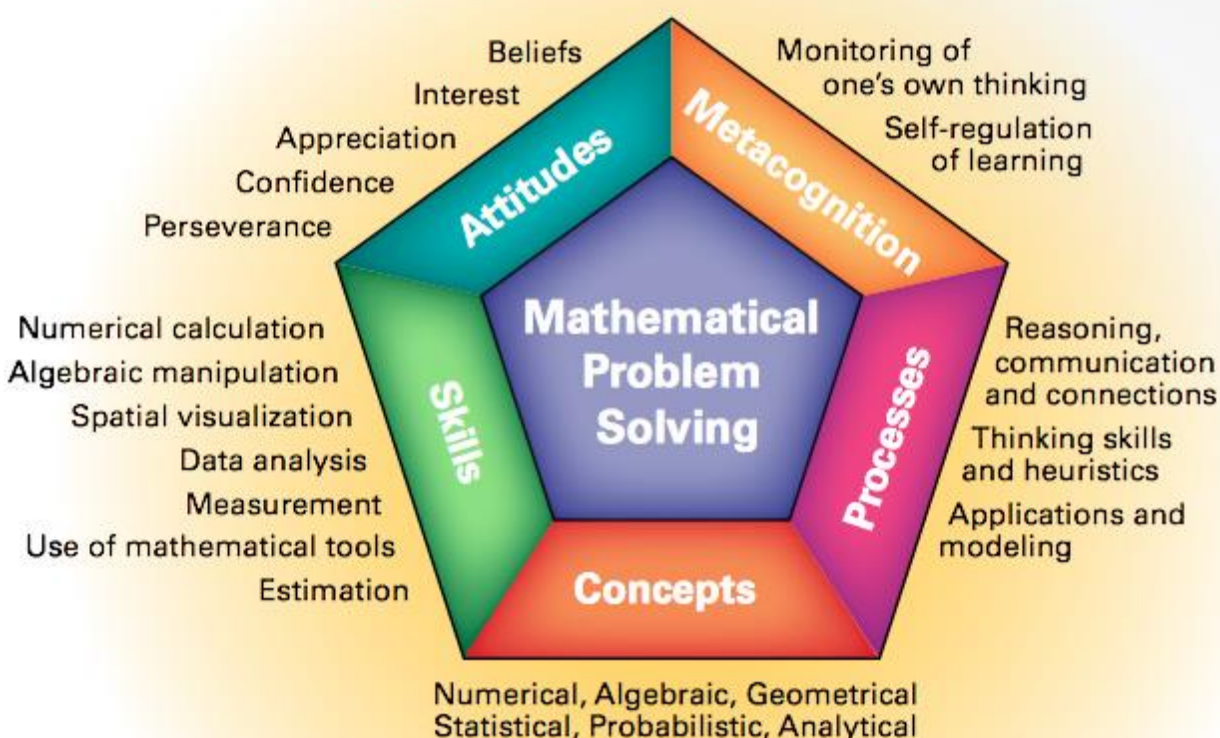 Beliefs
Interest
Appreciation
Confidence
Perseverance
Attitudes
Metacognition
Monitoring of
one's own thinking
Self-regulation
of learning
Mathematical
Problem
Solving
Numerical calculation
Algebraic manipulation
Spatial visualization
Data analysis
Measurement
Use of mathematical tools
Estimation
Skills
Processes
Reasoning,
communication
and connections
Thinking skills
and heuristics
Applications and
modeling
Concepts
Numerical, Algebraic, Geometrical
Statistical, Probabilistic, Analytical